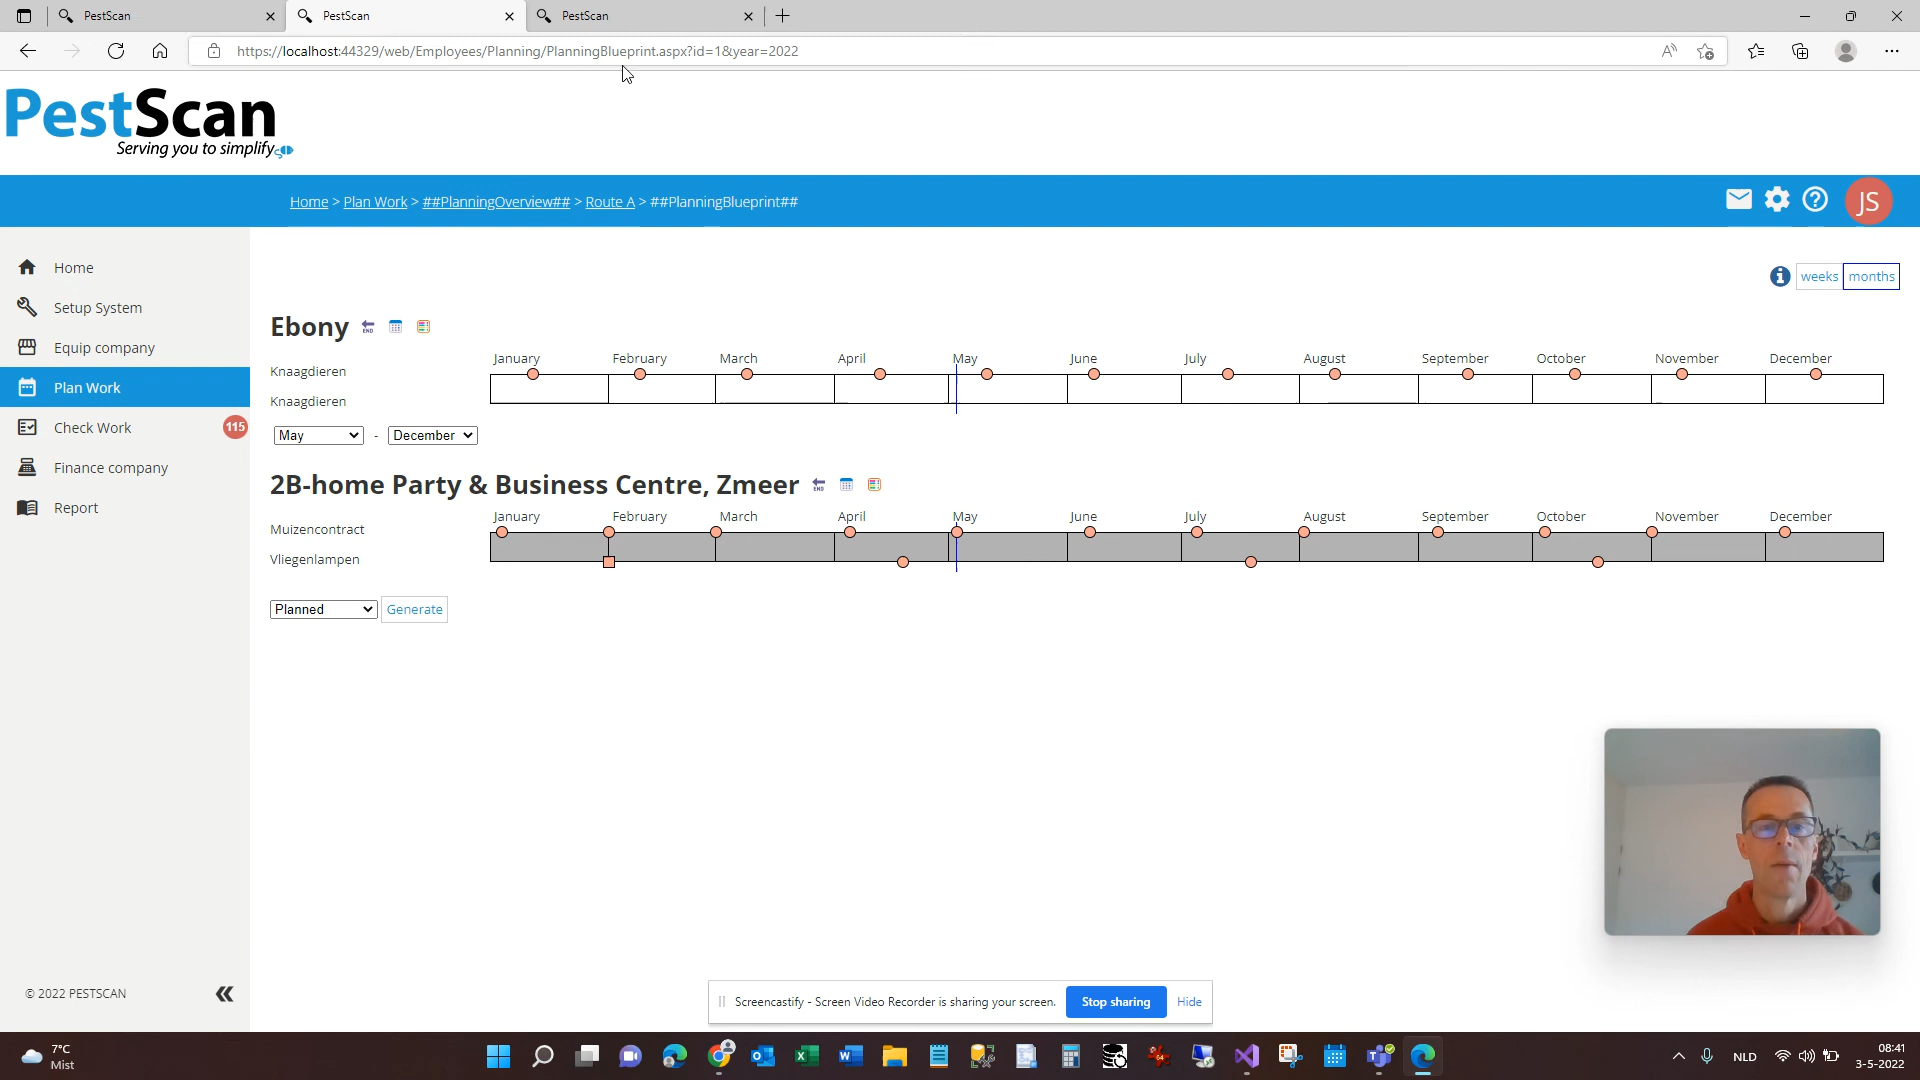 PestScan
PestScan
PestScan
https://localhost:44329/web/Employees/Planning/PlanningBlueprint.aspx?id=1&year=2022
PestScan
Serving you to simplify
Home > Plan Work > ##PlanningOverview## > Route A > ##PlanningBlueprint##
JS
Home
Setup System
Equip company
Plan Work
Check Work 115
Finance company
Report
weeks months
Ebony END
January February March April May June July August September October November December
Knaagdieren
Knaagdieren
May - December
2B-home Party & Business Centre, Zmeer END
January February March April May June July August September October November December
Muizencontract
Vliegenlampen
Planned Generate
© 2022 PESTSCAN
Screencastify - Screen Video Recorder is sharing your screen. Stop sharing Hide
7°C
Mist
NLD
08:41
3-5-2022